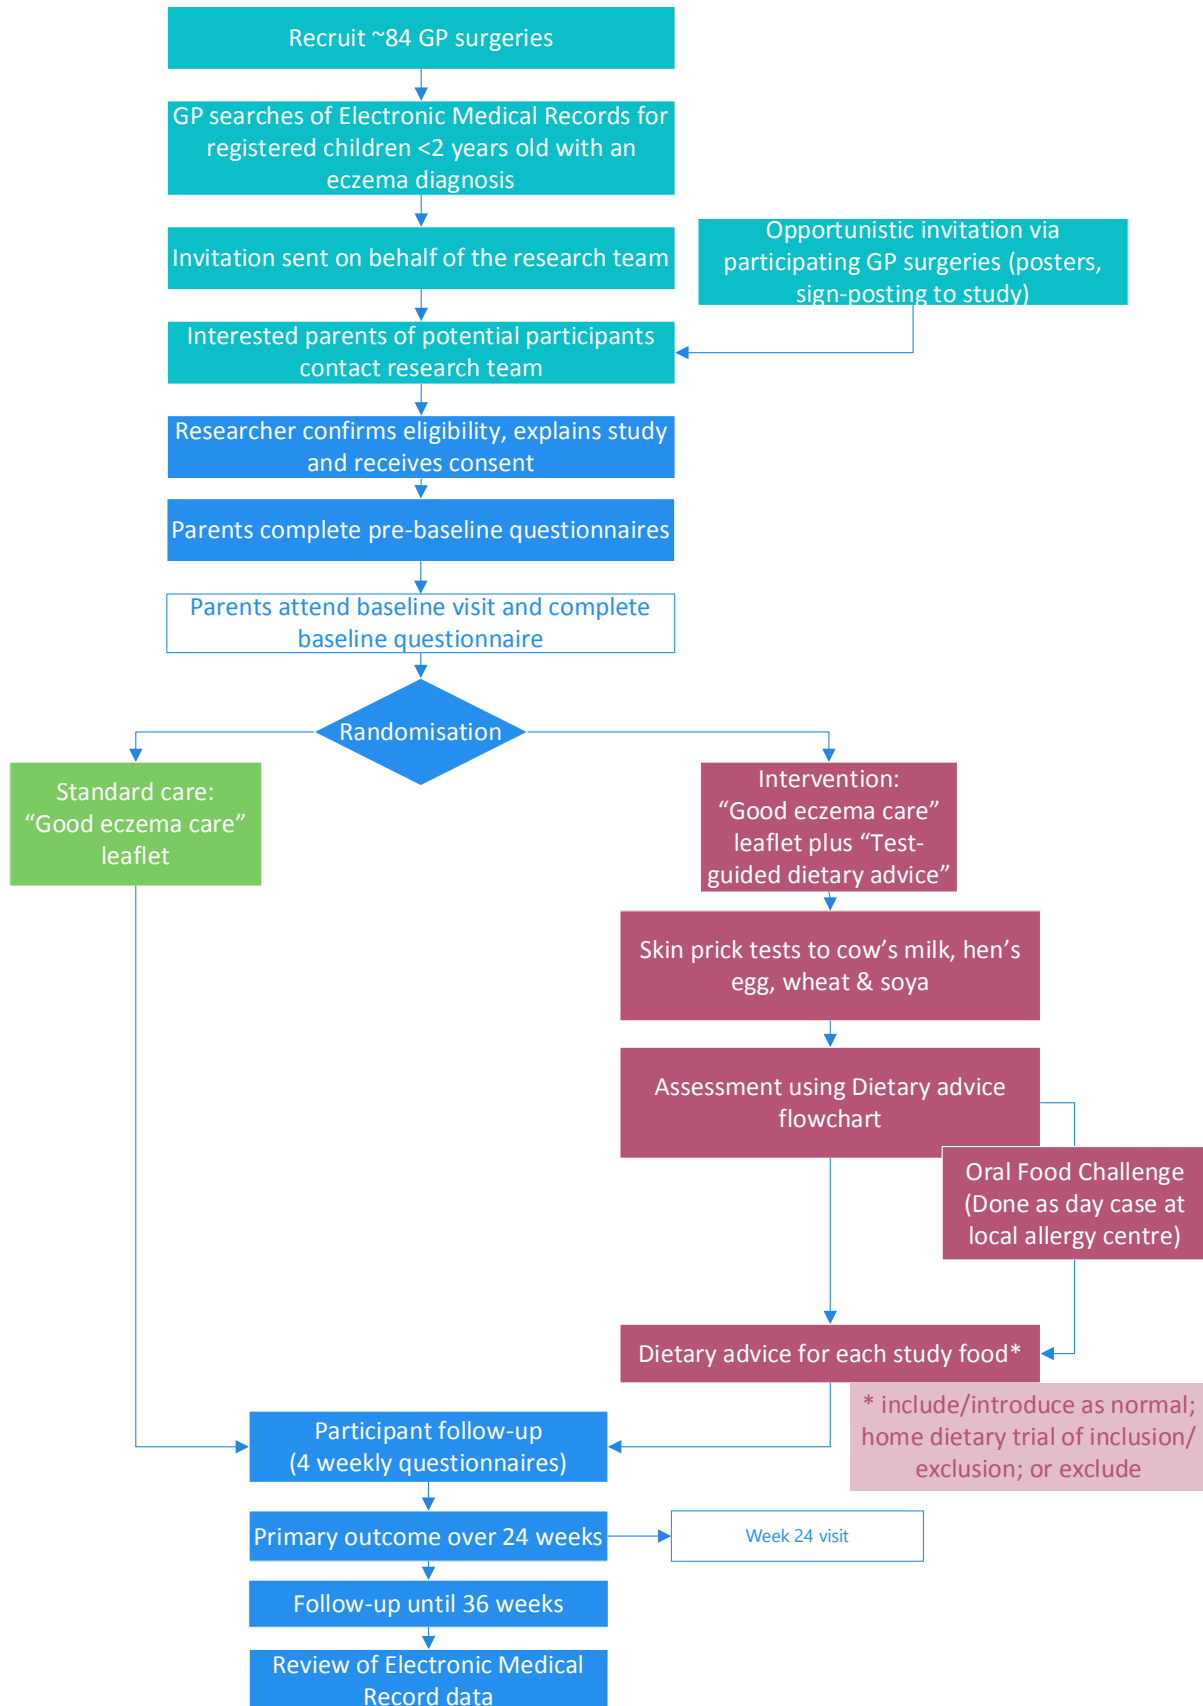 Recruit ~84 GP surgeries
GP searches of Electronic Medical Records for
registered children <2 years old with an
eczema diagnosis
Invitation sent on behalf of the research team
Opportunistic invitation via
participating GP surgeries (posters,
sign-posting to study)
Interested parents of potential participants
contact research team
Researcher confirms eligibility, explains study
and receives consent
Parents complete pre-baseline questionnaires
Parents attend baseline visit and complete
baseline questionnaire
Randomisation
Standard care:
“Good eczema care”
leaflet
Intervention:
“Good eczema care”
leaflet plus “Test-
guided dietary advice”
Skin prick tests to cow’s milk, hen’s
egg, wheat & soya
Assessment using Dietary advice
flowchart
Oral Food Challenge
(Done as day case at
local allergy centre)
Dietary advice for each study food*
* include/introduce as normal;
home dietary trial of inclusion/
exclusion; or exclude
Participant follow-up
(4 weekly questionnaires)
Primary outcome over 24 weeks
Week 24 visit
Follow-up until 36 weeks
Review of Electronic Medical
Record data